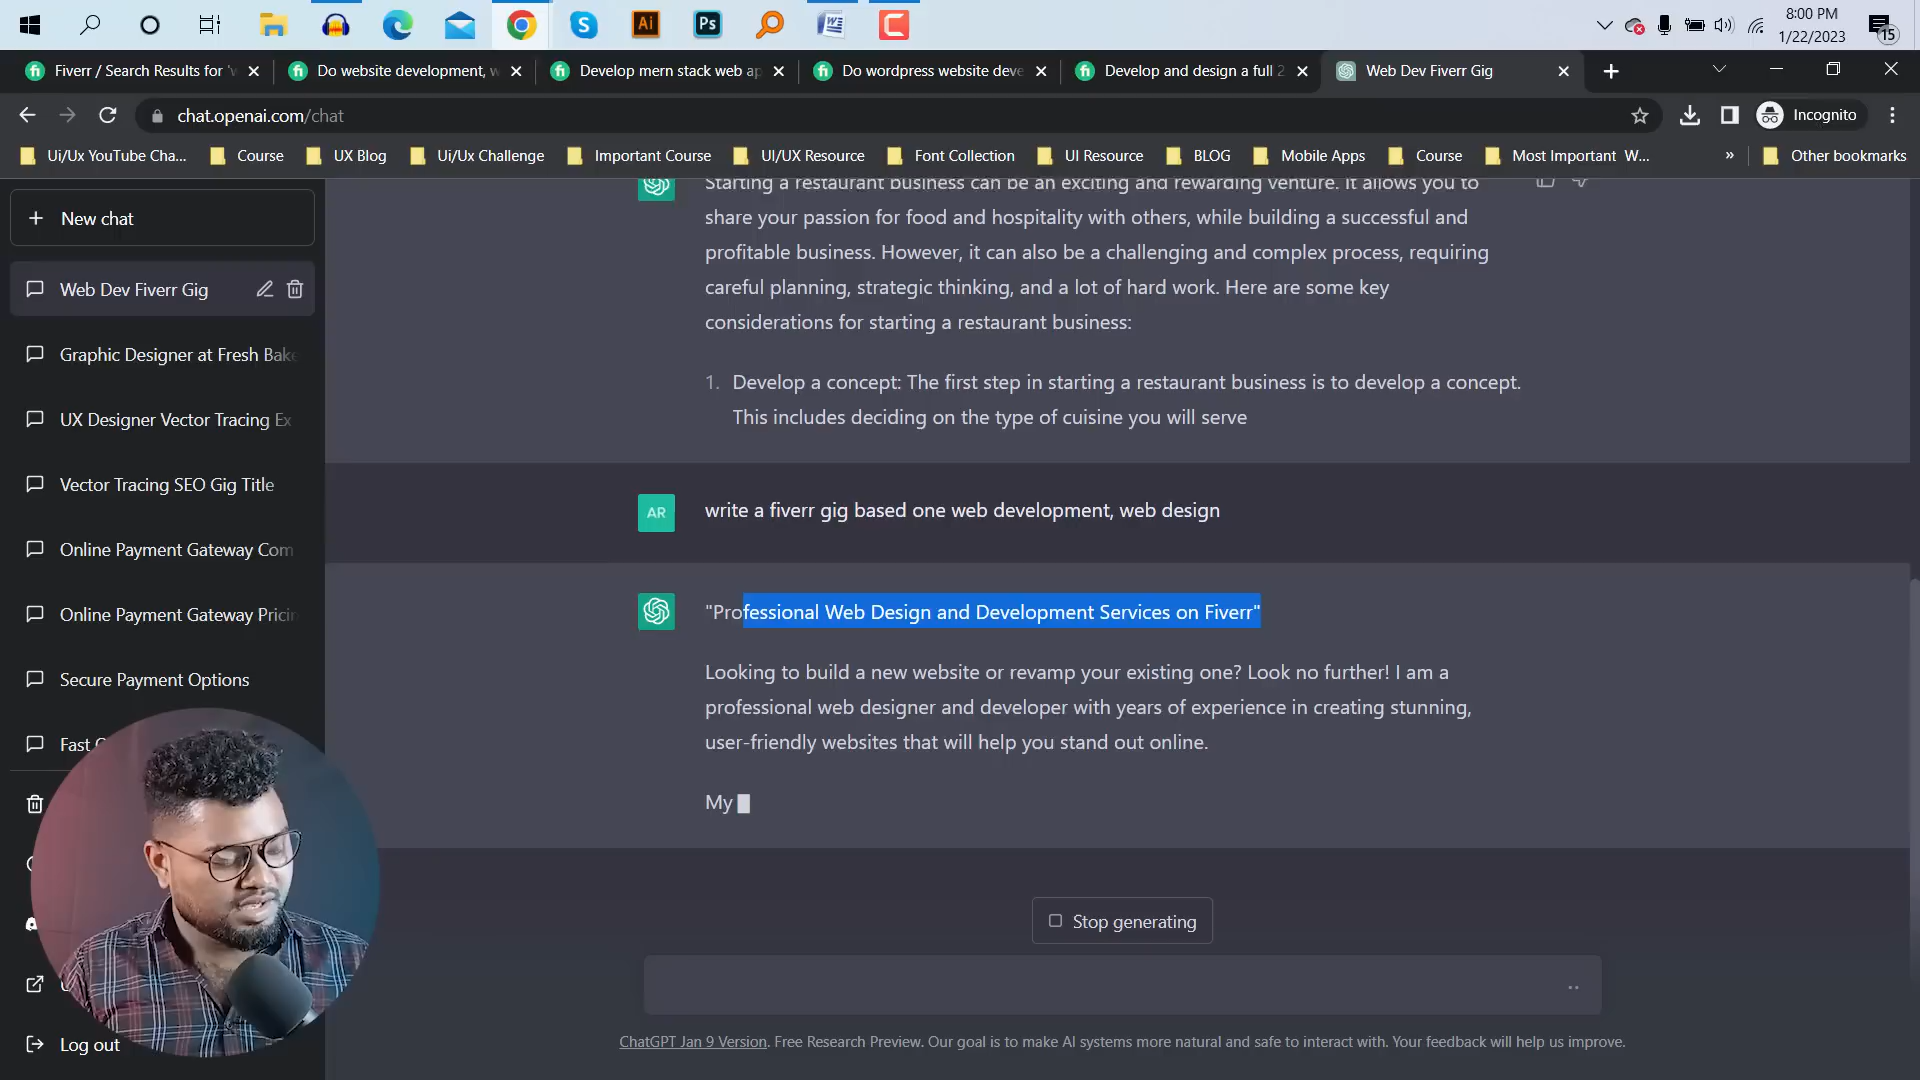 8:00 PM
1/22/2023
15
Fiverr / Search Results for 'w
Do website development, w
Develop mern stack web ap
Do wordpress website deve
Develop and design a full 2
Web Dev Fiverr Gig
chat.openai.com/chat
Incognito
Ui/Ux YouTube Cha...
Course
UX Blog
Ui/Ux Challenge
Important Course
UI/UX Resource
Font Collection
UI Resource
BLOG
Mobile Apps
Course
Most Important W...
»
Other bookmarks
New chat
Web Dev Fiverr Gig
Graphic Designer at Fresh Bake
UX Designer Vector Tracing Ex
Vector Tracing SEO Gig Title
Online Payment Gateway Com
Online Payment Gateway Pricin
Secure Payment Options
Fast
Log out
Starting a restaurant business can be an exciting and rewarding venture. It allows you to
share your passion for food and hospitality with others, while building a successful and
profitable business. However, it can also be a challenging and complex process, requiring
careful planning, strategic thinking, and a lot of hard work. Here are some key
considerations for starting a restaurant business:
1. Develop a concept: The first step in starting a restaurant business is to develop a concept.
This includes deciding on the type of cuisine you will serve
AR
write a fiverr gig based one web development, web design
"Professional Web Design and Development Services on Fiverr"
Looking to build a new website or revamp your existing one? Look no further! I am a
professional web designer and developer with years of experience in creating stunning,
user-friendly websites that will help you stand out online.
My
Stop generating
ChatGPT Jan 9 Version. Free Research Preview. Our goal is to make AI systems more natural and safe to interact with. Your feedback will help us improve.